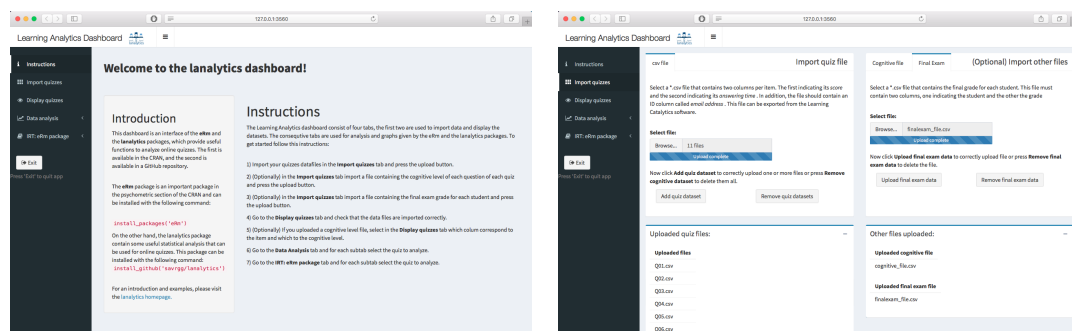 127.0.0.1:3560
Learning Analytics Dashboard
Instructions
Import quizzes
Display quizzes
Data analysis
IRT: eRm package
Exit
Press 'Exit' to quit app
Welcome to the lanalytics dashboard!
Introduction
This dashboard is an interface of the eRm and
the lanalytics packages, which provide useful
functions to analyze online quizzes. The first is
available in the CRAN, and the second is
available in a GitHub repository.
The eRm package is an important package in
the psychometric section of the CRAN and can
be installed with the following command:
install_packages('eRm')
On the other hand, the lanalytics package
contain some useful statistical analysis that can
be used for online quizzes. This package can be
installed with the following command:
install_github('savrgg/lanalytics')
For an introduction and examples, please visit
the lanalytics homepage.
Instructions
The Learning Analytics dashboard consist of four tabs, the first two are used to import data and display the
datasets. The consequtive tabs are used for analysis and graphs given by the eRm and the lanalytics packages. To
get started follow this instructions:
1) Import your quizzes datafiles in the Import quizzes tab and press the upload button.
2) (Optionally) in the Import quizzes tab import a file containing the cognitive level of each question of each quiz
and press the upload button.
3) (Optionally) in the Import quizzes tab import a file containing the final exam grade for each student and press
the upload button.
4) Go to the Display quizzes tab and check that the data files are imported correctly.
5) (Optionally) If you uploaded a cognitive level file, select in the Display quizzes tab which colum correspond to
the item and which to the cognitive level.
6) Go to the Data Analysis tab and for each subtab select the quiz to analyze.
7) Go to the IRT: eRm package tab and for each subtab select the quiz to analyze.
127.0.0.1:3560
Learning Analytics Dashboard
Instructions
Import quizzes
Display quizzes
Data analysis
IRT: eRm package
Exit
Press 'Exit' to quit app
csv file
Import quiz file
Select a *.csv file that contains two columns per item. The first indicating its score
and the second indicating its answering time . In addition, the file should contain an
ID column called email address . This file can be exported from the Learning
Catalytics software.
Select file:
Browse... 11 files
Upload complete
Now click Add quiz dataset to correctly upload one or more files or press Remove
cognitive dataset to delete them all.
Add quiz dataset
Remove quiz datasets
Uploaded quiz files:
Uploaded files
Q01.csv
Q02.csv
Q03.csv
Q04.csv
Q05.csv
Q06.csv
Cognitive file
Final Exam
(Optional) Import other files
Select a *.csv file that contains the final grade for each student. This file must
contain two columns, one indicating the student and the other the grade
Select file:
Browse... finalexam_file.csv
Upload complete
Now click Upload final exam data to correctly upload file or press Remove final
exam data to delete the file.
Upload final exam data
Remove final exam data
Other files uploaded:
Uploaded cognitive file
cognitive_file.csv
Uploaded final exam file
finalexam_file.csv